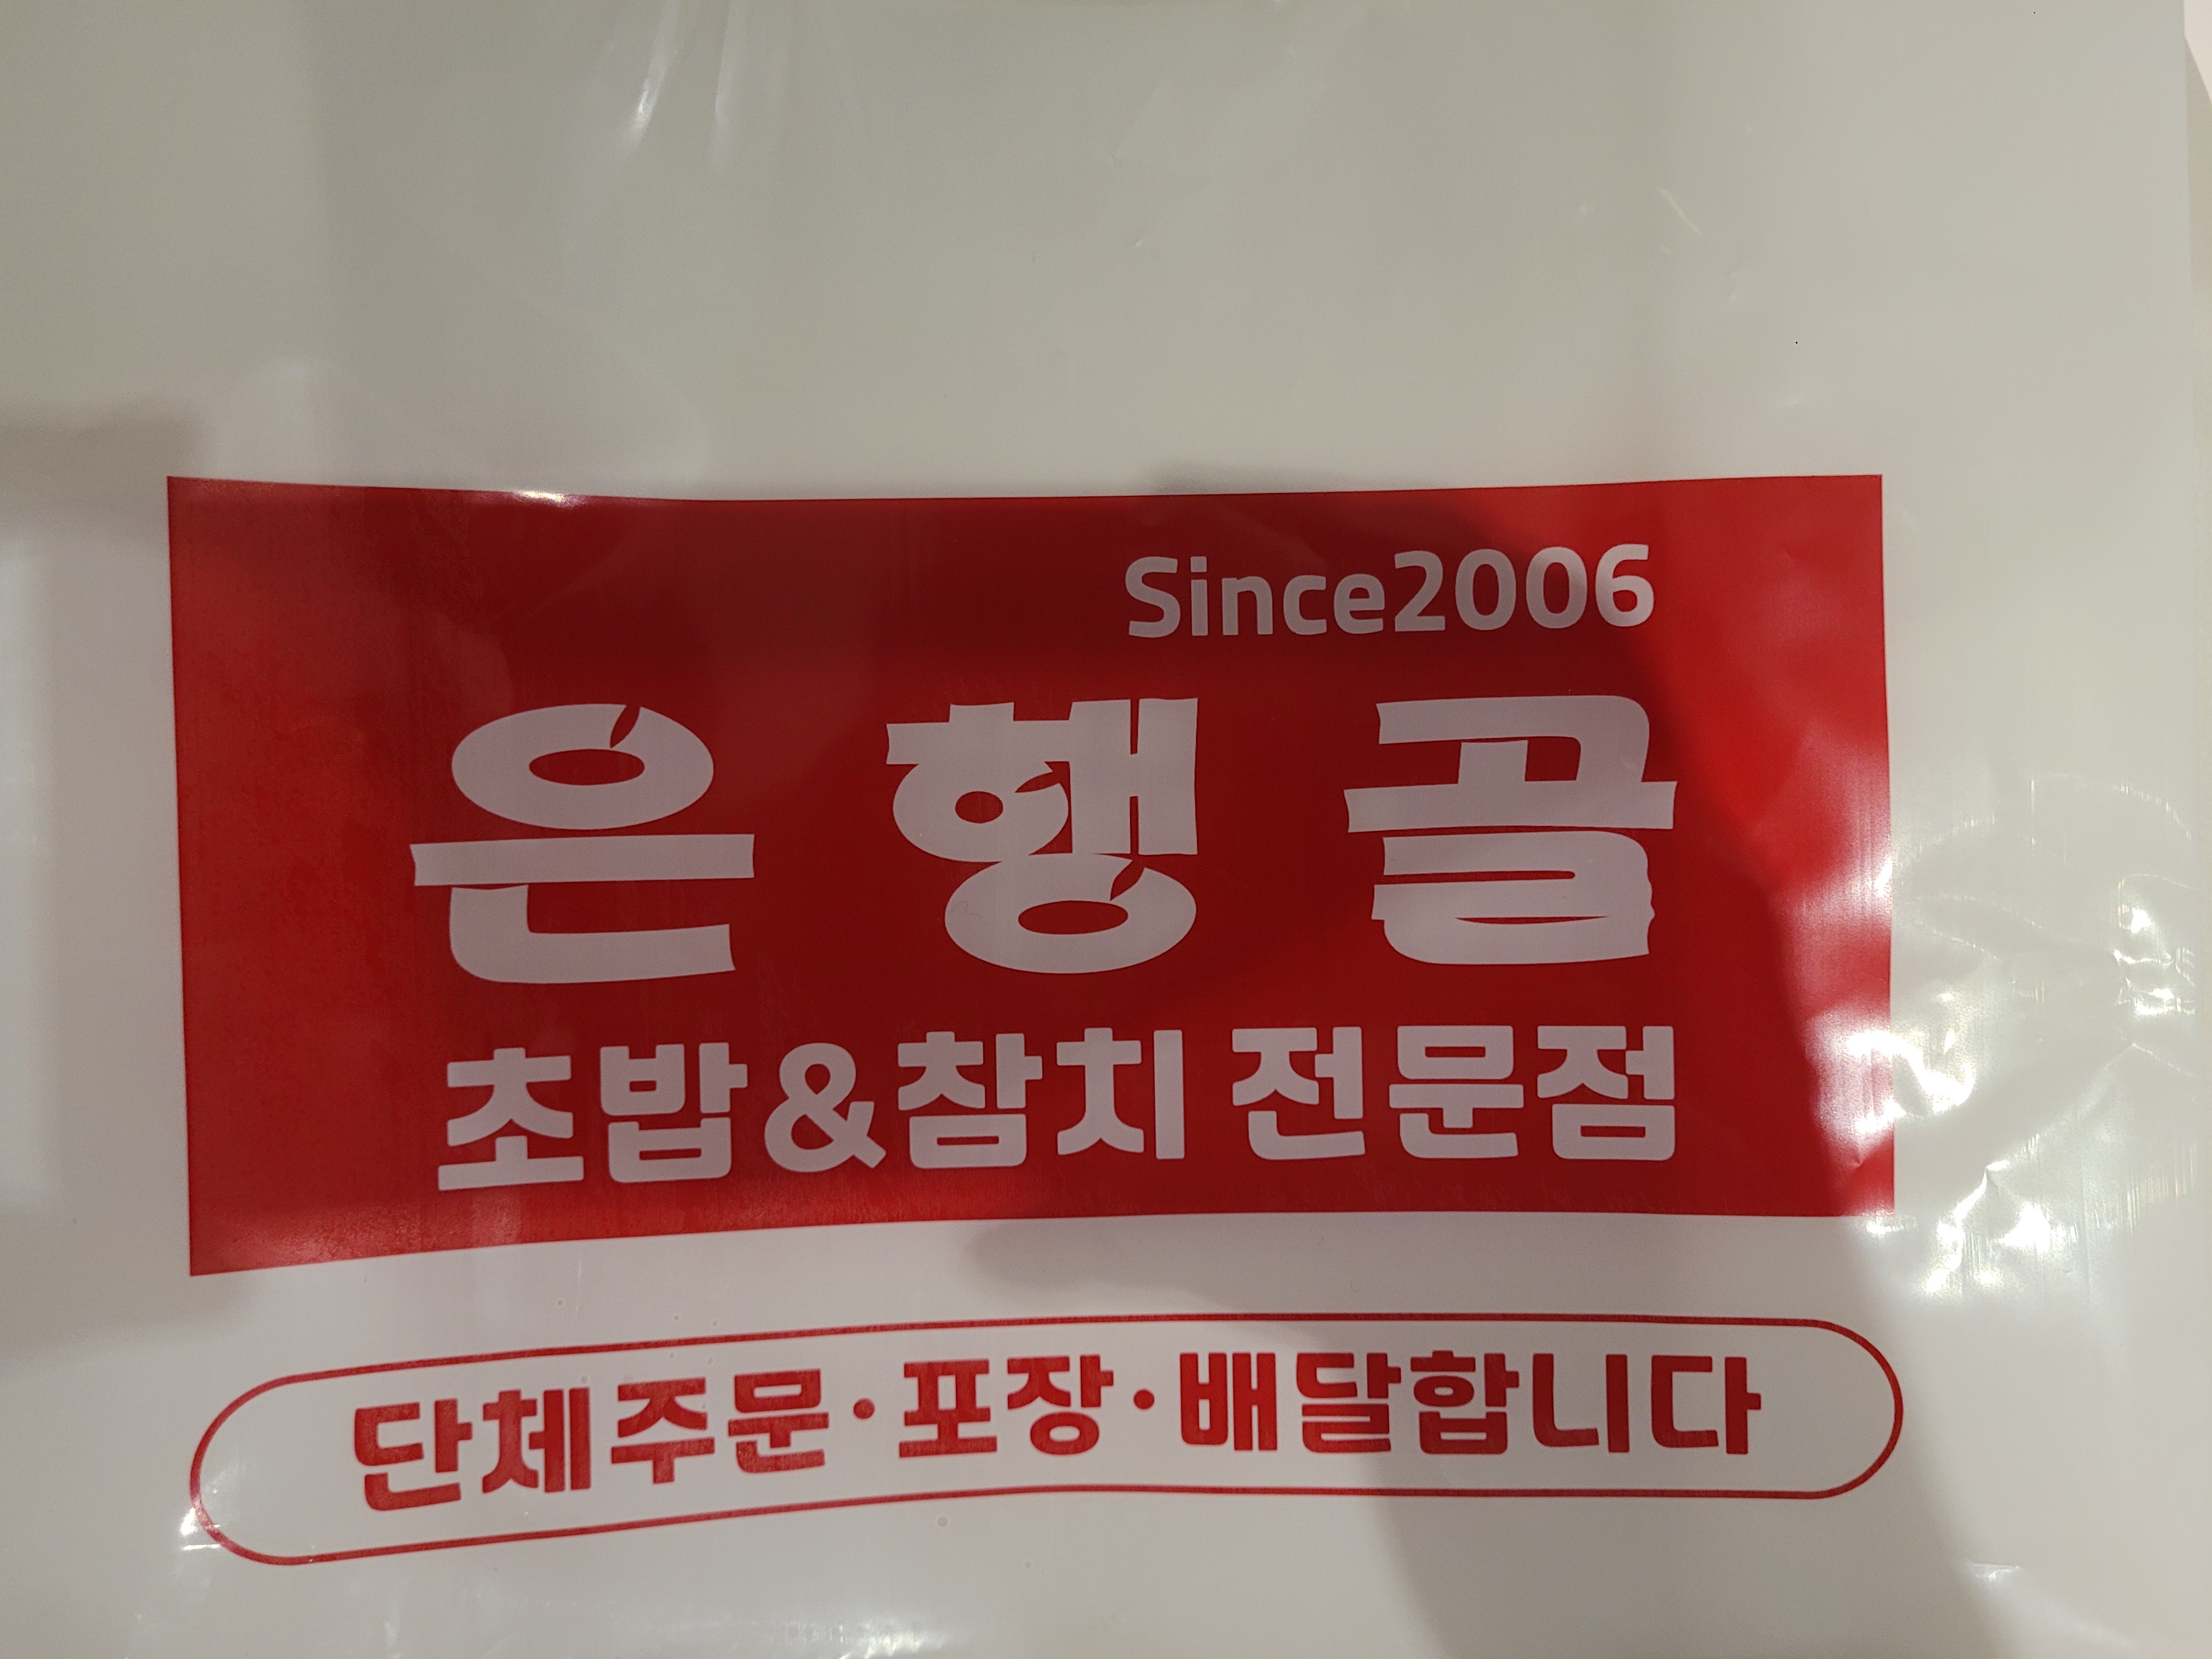 Since2006
은행골
초밥&참치 전문점
단체주문·포장·배달합니다